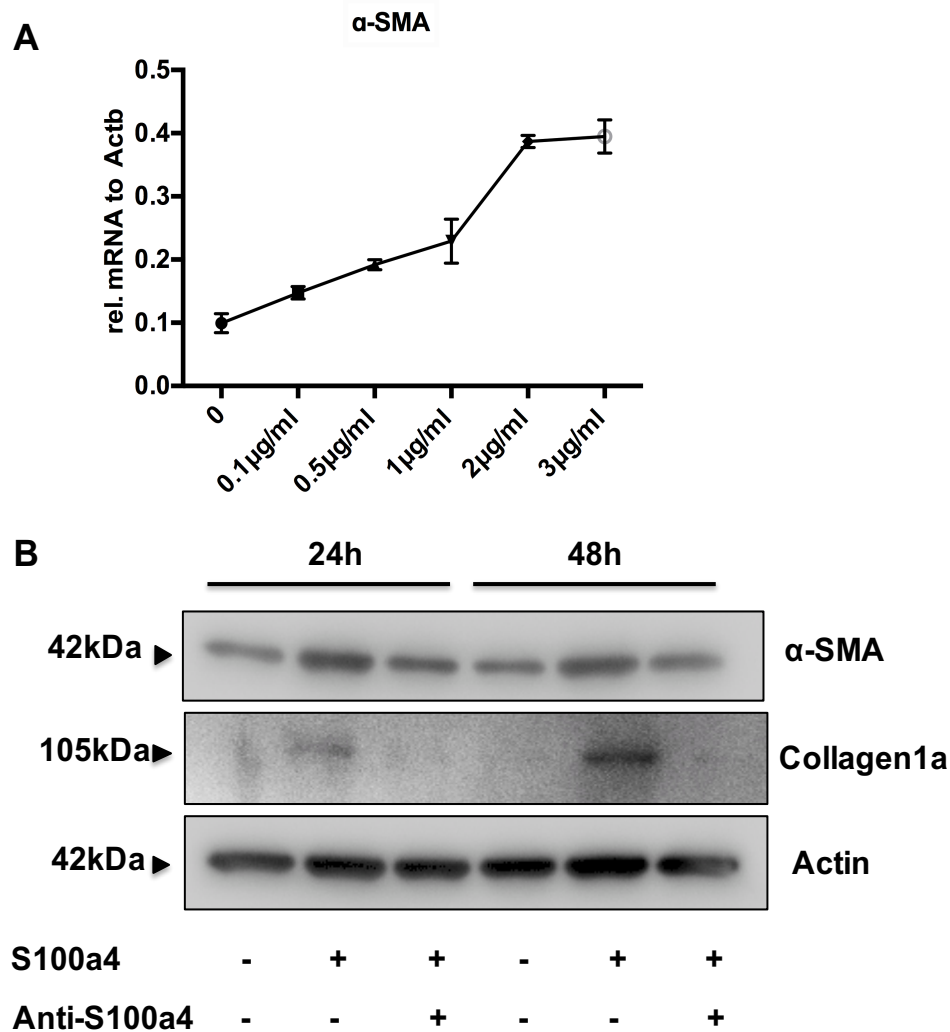 A
α-SMA
rel. mRNA to Actb
0.5
0.4
0.3
0.2
0.1
0.0
0
0.1µg/ml
0.5µg/ml
1µg/ml
2µg/ml
3µg/ml
B
24h 48h
42kDa α-SMA
105kDa Collagen1a
42kDa Actin
S100a4 - + + - + +
Anti-S100a4 - - + - - +